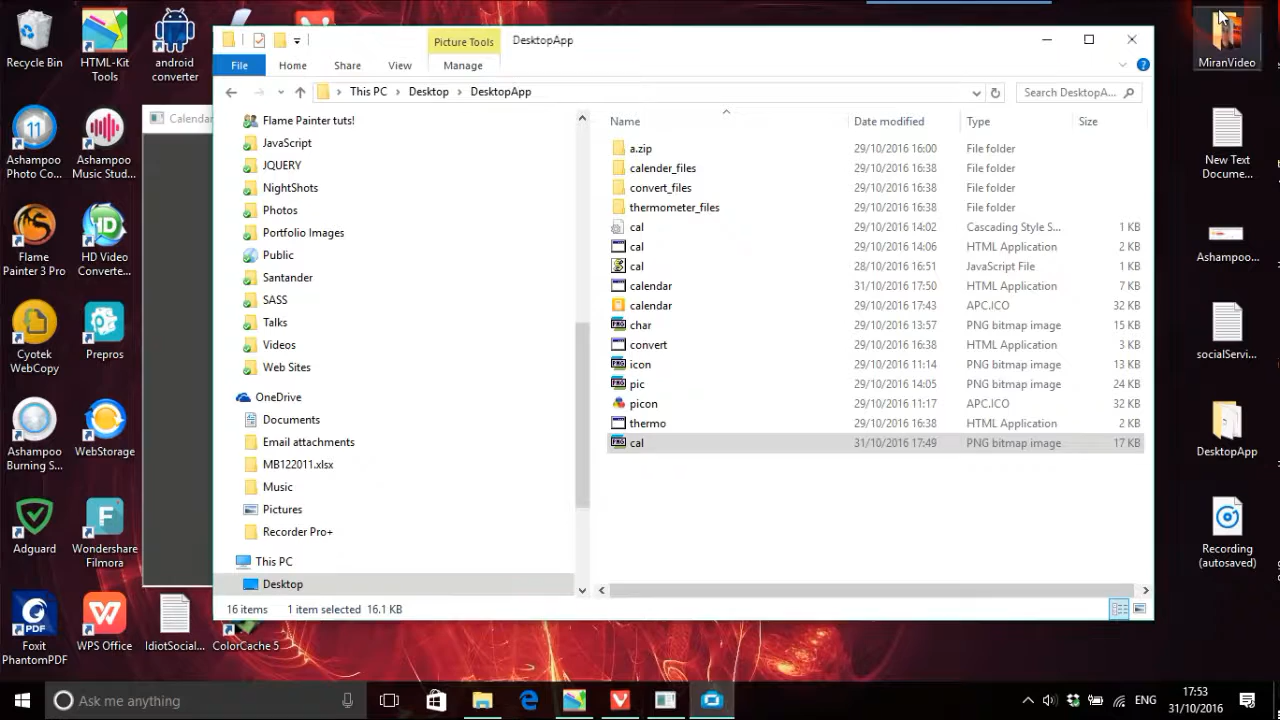 Recycle Bin
HTML-Kit
Tools
android
converter
Ashampoo
Photo Co...
Ashampoo
Music Stud...
Flame
Painter 3 Pro
HD Video
Converte...
Cyotek
WebCopy
Prepros
Ashampoo
Burning S...
WebStorage
Adguard
Wondershare
Filmora
Foxit
PhantomPDF
WPS Office
IdiotSocial...
ColorCache 5
Calendar
Picture Tools
DesktopApp
File
Home
Share
View
Manage
This PC > Desktop > DesktopApp
Search DesktopA...
Flame Painter tuts!
JavaScript
JQUERY
NightShots
Photos
Portfolio Images
Public
Santander
SASS
Talks
Videos
Web Sites
OneDrive
Documents
Email attachments
MB122011.xlsx
Music
Pictures
Recorder Pro+
This PC
Desktop
Name Date modified Type Size
a.zip 29/10/2016 16:00 File folder
calender_files 29/10/2016 16:38 File folder
convert_files 29/10/2016 16:38 File folder
thermometer_files 29/10/2016 16:38 File folder
cal 29/10/2016 14:02 Cascading Style S... 1 KB
cal 29/10/2016 14:06 HTML Application 2 KB
cal 28/10/2016 16:51 JavaScript File 1 KB
calendar 31/10/2016 17:50 HTML Application 7 KB
calendar 29/10/2016 17:43 APC.ICO 32 KB
char 29/10/2016 13:57 PNG bitmap image 15 KB
convert 29/10/2016 16:38 HTML Application 3 KB
icon 29/10/2016 11:14 PNG bitmap image 13 KB
pic 29/10/2016 14:05 PNG bitmap image 24 KB
picon 29/10/2016 11:17 APC.ICO 32 KB
thermo 29/10/2016 16:38 HTML Application 2 KB
cal 31/10/2016 17:49 PNG bitmap image 17 KB
16 items 1 item selected 16.1 KB
MiranVideo
New Text
Docume...
Ashampoo...
socialServi...
DesktopApp
Recording
(autosaved)
Ask me anything
ENG
17:53
31/10/2016